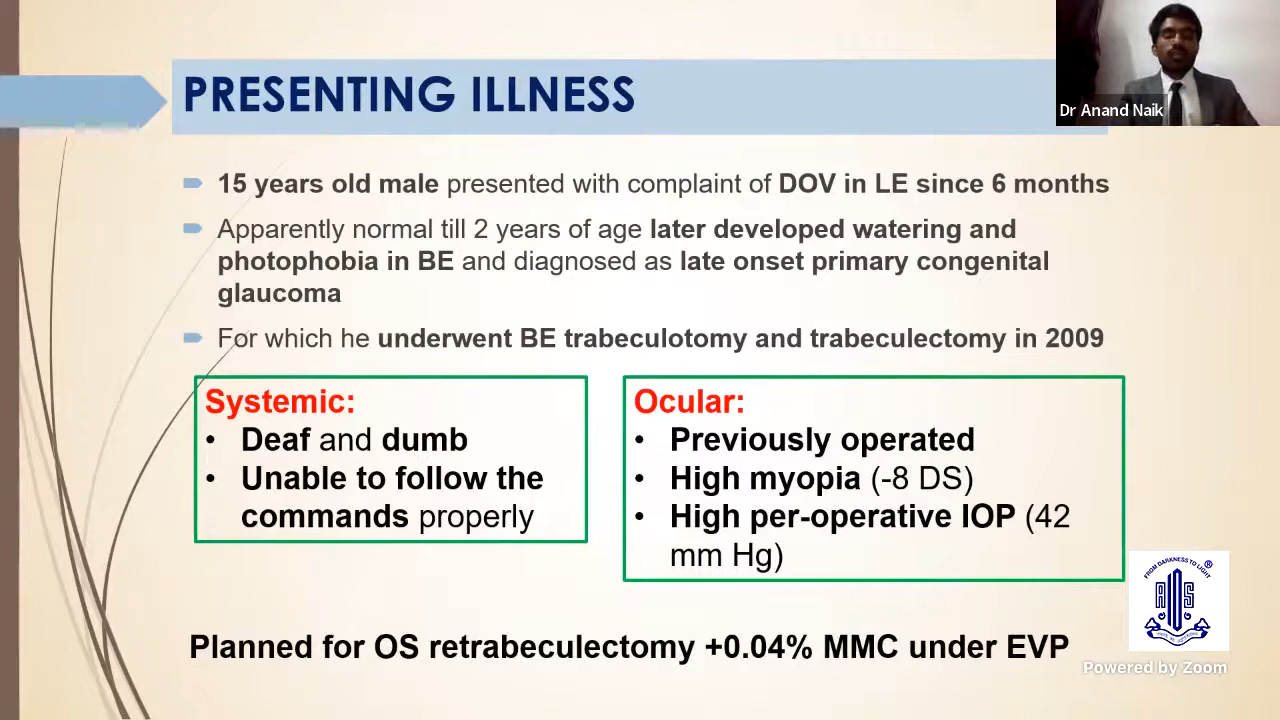 PRESENTING ILLNESS
Dr Anand Naik
15 years old male presented with complaint of DOV in LE since 6 months
Apparently normal till 2 years of age later developed watering and
photophobia in BE and diagnosed as late onset primary congenital
glaucoma
For which he underwent BE trabeculotomy and trabeculectomy in 2009
Systemic:
• Deaf and dumb
• Unable to follow the
commands properly
Ocular:
• Previously operated
• High myopia (-8 DS)
• High per-operative IOP (42
mm Hg)
FROM DARKNESS TO LIGHT
®
Planned for OS retrabeculectomy +0.04% MMC under EVP
Powered by Zoom